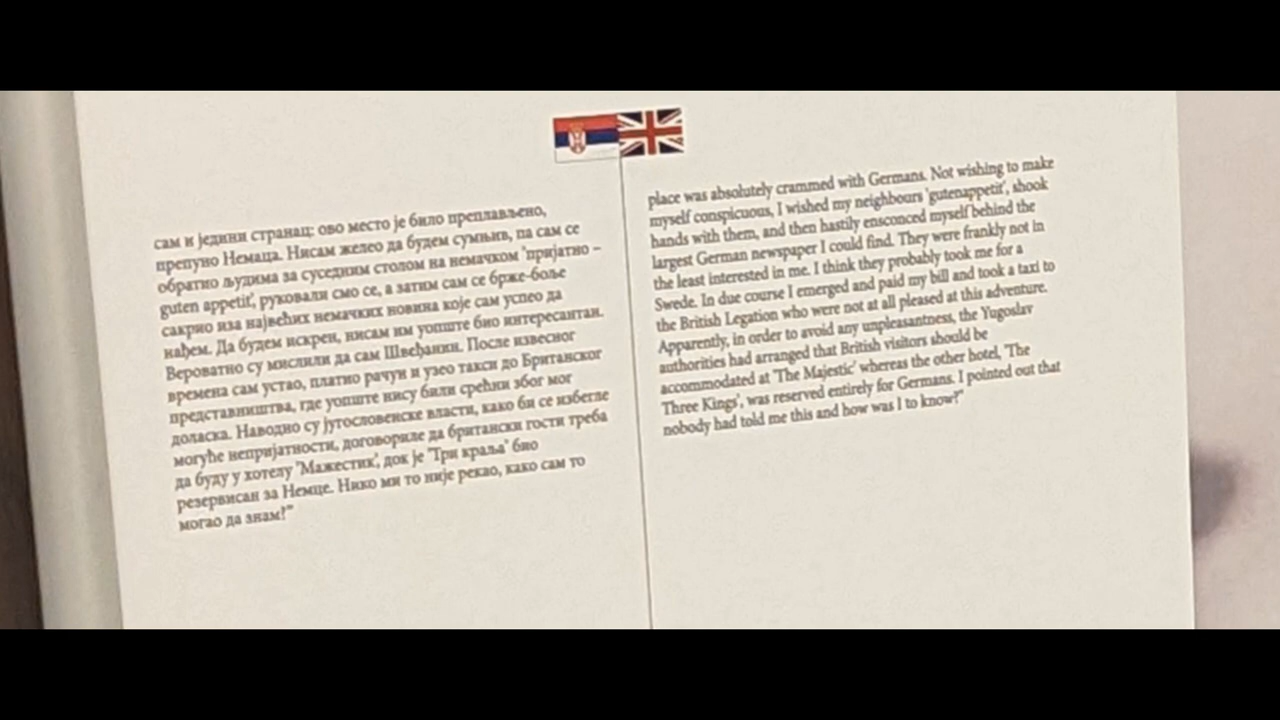 сам и једини странац: ово место је било преплављено,
препуно Немаца. Нисам желео да будем сумњив, па сам се
обратио људима за суседним столом на немачком 'пријатно –
guten appetit', руковали смо се, а затим сам се брже-боље
сакрио иза највећих немачких новина које сам успео да
нађем. Да будем искрен, нисам им уопште био интересантан.
Вероватно су мислили да сам Швеђанин. После извесног
времена сам устао, платио рачун и узео такси до Британског
представништва, где уопште нису били срећни због мог
доласка. Наводно су југословенске власти, како би се избегле
могуће непријатности, договориле да британски гости треба
да буду у хотелу 'Мажестик', док је 'Три краља' био
резервисан за Немце. Нико ми то није рекао, како сам то
могао да знам!"
place was absolutely crammed with Germans. Not wishing to make
myself conspicuous, I wished my neighbours 'gutenappetit', shook
hands with them, and then hastily ensconced myself behind the
largest German newspaper I could find. They were frankly not in
the least interested in me. I think they probably took me for a
Swede. In due course I emerged and paid my bill and took a taxi to
the British Legation who were not at all pleased at this adventure.
Apparently, in order to avoid any unpleasantness, the Yugoslav
authorities had arranged that British visitors should be
accommodated at 'The Majestic' whereas the other hotel, 'The
Three Kings', was reserved entirely for Germans. I pointed out that
nobody had told me this and how was I to know?"